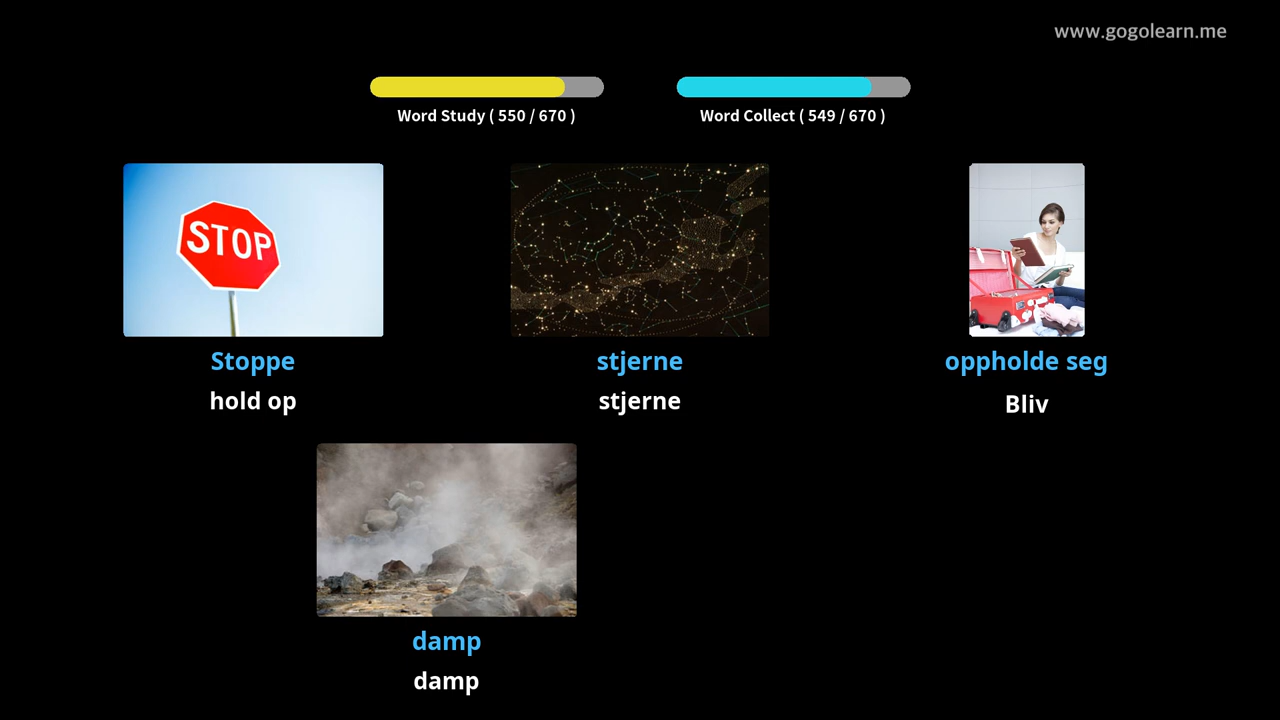 www.gogolearn.me
Word Study ( 550 / 670 )
Word Collect ( 549 / 670 )
STOP
Stoppe
hold op
stjerne
stjerne
oppholde seg
Bliv
damp
damp